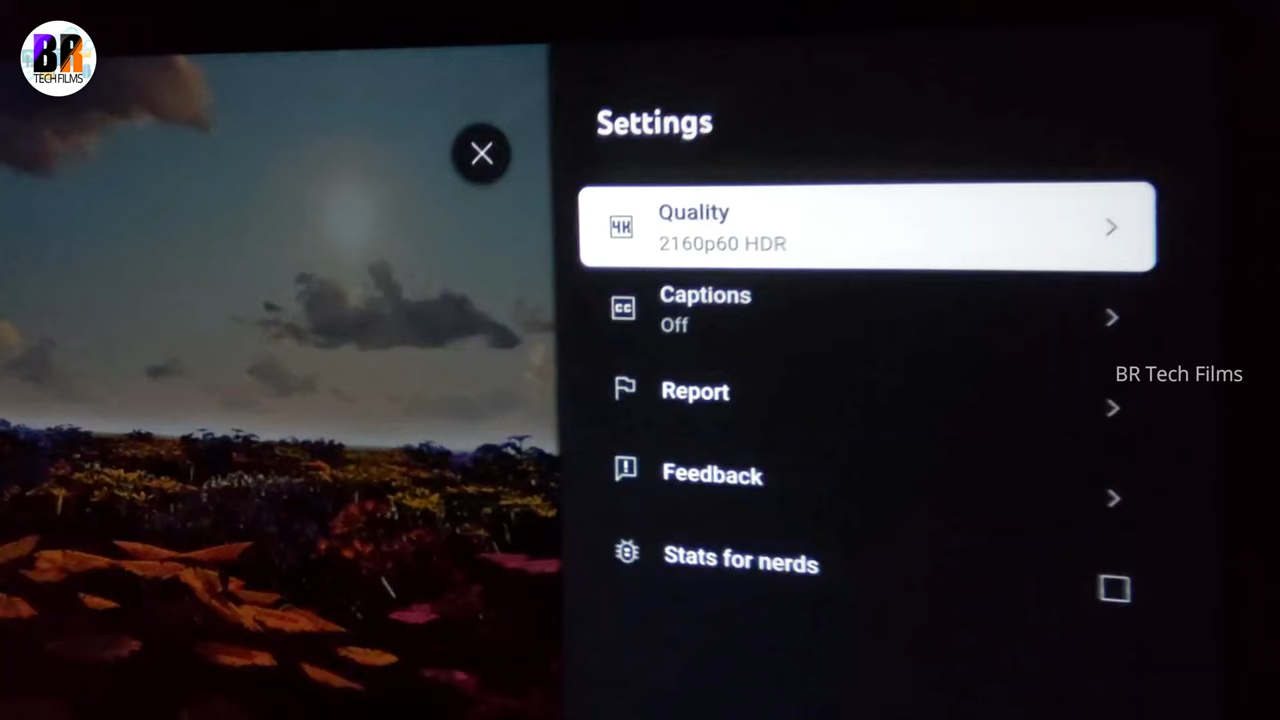 BR
TECH FILMS
Settings
4K
Quality
2160p60 HDR
CC
Captions
Off
BR Tech Films
Report
Feedback
Stats for nerds